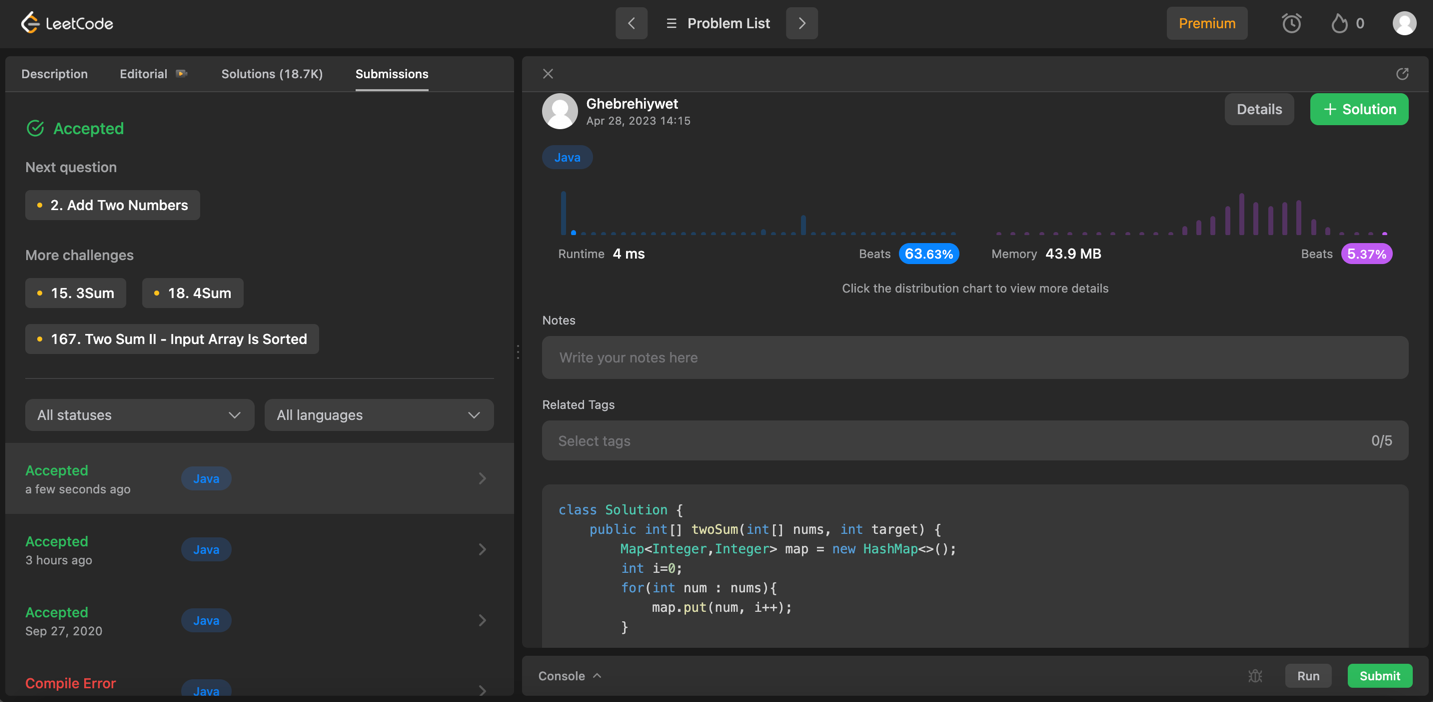 LeetCode
Problem List
Premium
0
Description
Editorial
Solutions (18.7K)
Submissions
Accepted
Next question
2. Add Two Numbers
More challenges
15. 3Sum
18. 4Sum
167. Two Sum II - Input Array Is Sorted
All statuses
All languages
Accepted
a few seconds ago
Java
Accepted
3 hours ago
Java
Accepted
Sep 27, 2020
Java
Compile Error
Java
Ghebrehiywet
Apr 28, 2023 14:15
Details
+ Solution
Java
Runtime 4 ms
Beats 63.63%
Memory 43.9 MB
Beats 5.37%
Click the distribution chart to view more details
Notes
Write your notes here
Related Tags
Select tags
0/5
class Solution {
    public int[] twoSum(int[] nums, int target) {
        Map<Integer,Integer> map = new HashMap<>();
        int i=0;
        for(int num : nums){
            map.put(num, i++);
        }
Console
Run
Submit